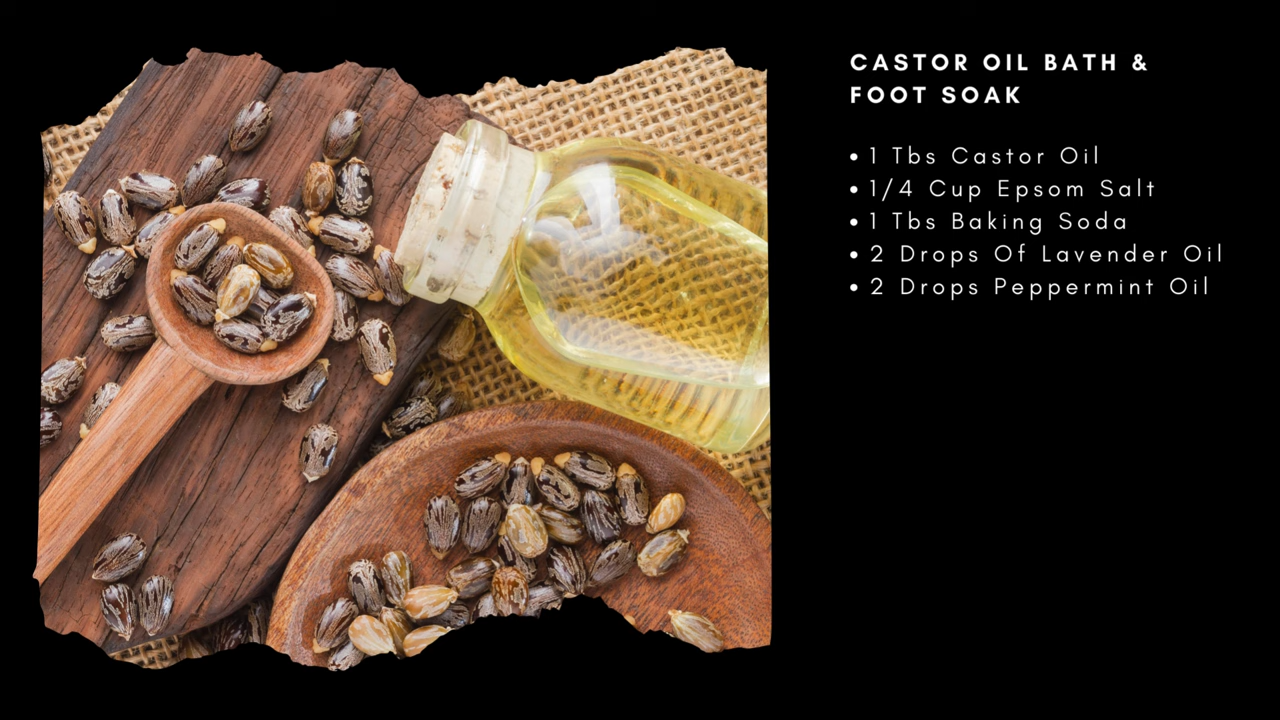 CASTOR OIL BATH &
FOOT SOAK
• 1 Tbs Castor Oil
• 1/4 Cup Epsom Salt
• 1 Tbs Baking Soda
• 2 Drops Of Lavender Oil
• 2 Drops Peppermint Oil